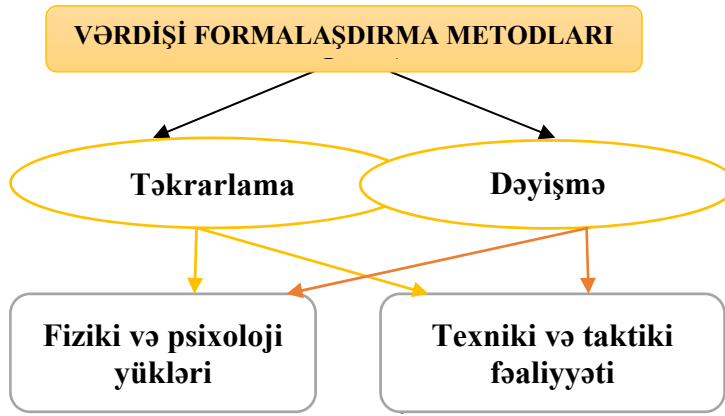 VƏRDİŞİ FORMALAŞDIRMA METODLARI
Təkrarlama
Dəyişmə
Fiziki və psixoloji
yükləri
Texniki və taktiki
fəaliyyəti